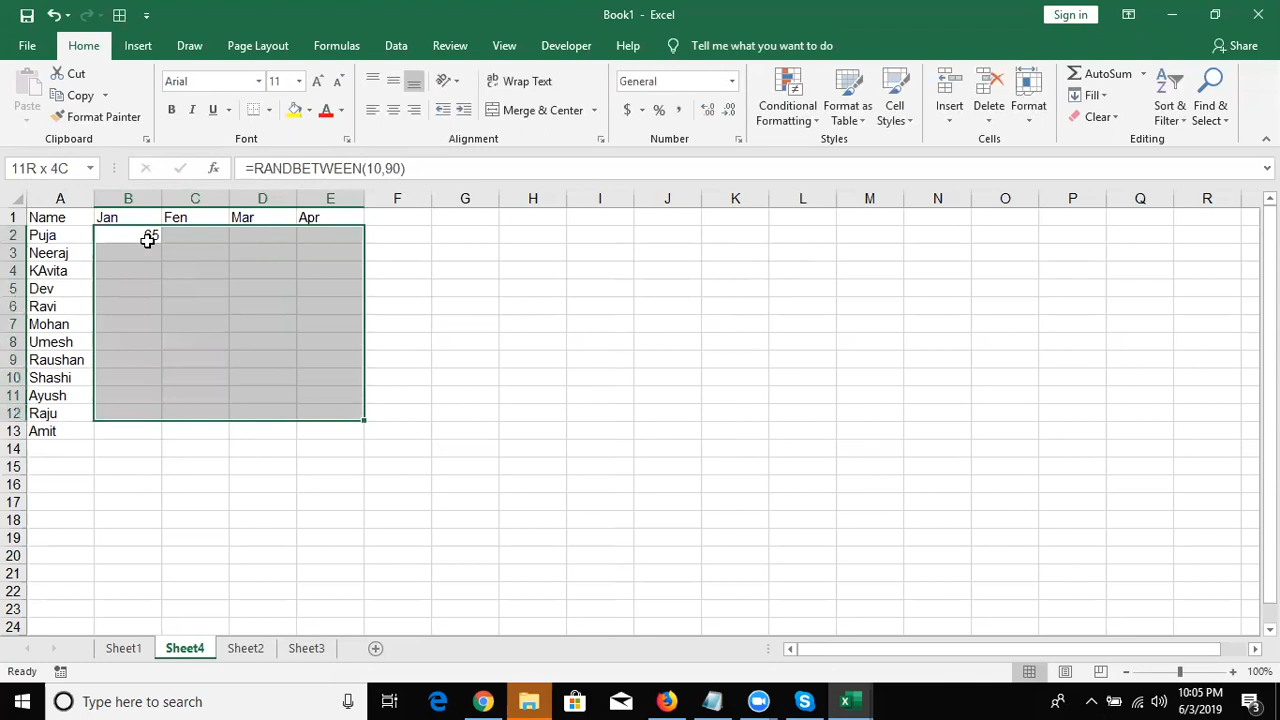 Book1 - Excel
Sign in
File Home Insert Draw Page Layout Formulas Data Review View Developer Help Tell me what you want to do Share
Paste
Cut
Copy
Format Painter
Clipboard
Arial 11
B I U
Font
Wrap Text
Merge & Center
Alignment
General
$ % ,
Number
Conditional Formatting
Format as Table
Cell Styles
Styles
Insert
Delete
Format
Cells
AutoSum
Fill
Clear
Sort & Filter
Find & Select
Editing
11R x 4C fx =RANDBETWEEN(10,90)
A B C D E F G H I J K L M N O P Q R
1 Name Jan Fen Mar Apr
2 Puja
3 Neeraj
4 KAvita
5 Dev
6 Ravi
7 Mohan
8 Umesh
9 Raushan
10 Shashi
11 Ayush
12 Raju
13 Amit
14
15
16
17
18
19
20
21
22
23
24
Sheet1 Sheet4 Sheet2 Sheet3
Ready 100%
Type here to search
10:05 PM
6/3/2019
3